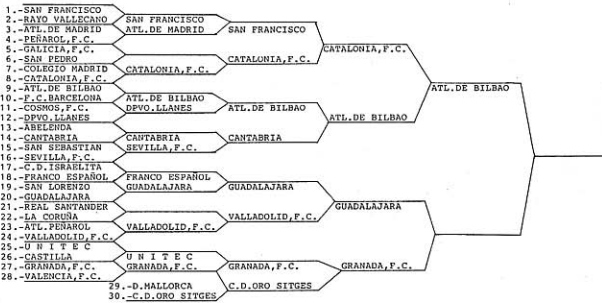 1.-SAN FRANCISCO
2.-RAYO VALLECANO
3.-ATL.DE MADRID
4.-PEÑAROL,F.C.
5.-GALICIA,F.C.
6.-SAN PEDRO
7.-COLEGIO MADRID
8.-CATALONIA,F.C.
9.-ATL.DE BILBAO
10.-F.C.BARCELONA
11.-COSMOS,F.C.
12.-DPVO.LLANES
13.-ABELENDA
14.-CANTABRIA
15.-SAN SEBASTIAN
16.-SEVILLA,F.C.
17.-C.D.ISRAELITA
18.-FRANCO ESPAÑOL
19.-SAN LORENZO
20.-GUADALAJARA
21.-REAL SANTANDER
22.-LA CORUÑA
23.-ATL.PEÑAROL
24.-VALLADOLID,F.C.
25.-U N I T E C
26.-CASTILLA
27.-GRANADA,F.C.
28.-VALENCIA,F.C.
29.-D.MALLORCA
30.-C.D.ORO SITGES
SAN FRANCISCO
ATL.DE MADRID
CATALONIA,F.C.
ATL.DE BILBAO
DPVO.LLANES
CANTABRIA
SEVILLA,F.C.
FRANCO ESPAÑOL
GUADALAJARA
VALLADOLID,F.C.
U N I T E C
GRANADA,F.C.
SAN FRANCISCO
CATALONIA,F.C.
ATL.DE BILBAO
CANTABRIA
GUADALAJARA
VALLADOLID,F.C.
GRANADA,F.C.
C.D.ORO SITGES
CATALONIA,F.C.
ATL.DE BILBAO
GUADALAJARA
GRANADA,F.C.
ATL.DE BILBAO